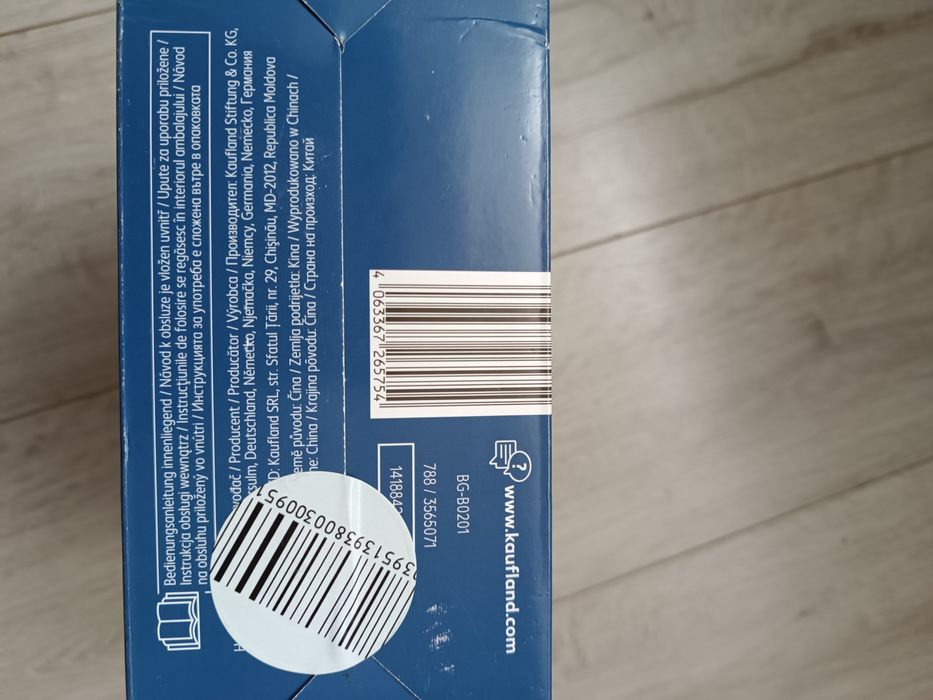 Bedienungsanleitung innenliegend / Návod k obsluze je vložen uvnitř / Upute za uporabu priložene /
Instrukcja obsługi wewnątrz / Instrucțiunile de folosire se regăsesc în interiorul ambalajului / Návod
na obsluhu priložený vo vnútri / Инструкцията за употреба е сложена вътре в опаковката
/ Producent / Producător / Výrobca / Производител: Kaufland Stiftung & Co. KG,
Deutschland, Německo, Njemačka, Niemcy, Germania, Nemecko, Германия
Kaufland SRL, str. Sfatul Țării, nr. 29, Chișinău, MD-2012, Republica Moldova
původu: Čína / Zemlja podrijetla: Kina / Wyprodukowano w Chinach /
China / Krajina pôvodu: Čína / Страна на произход: Китай
4 063367 265754
788 / 3565071
BG-B0201
www.kaufland.com
?
13951393800300951